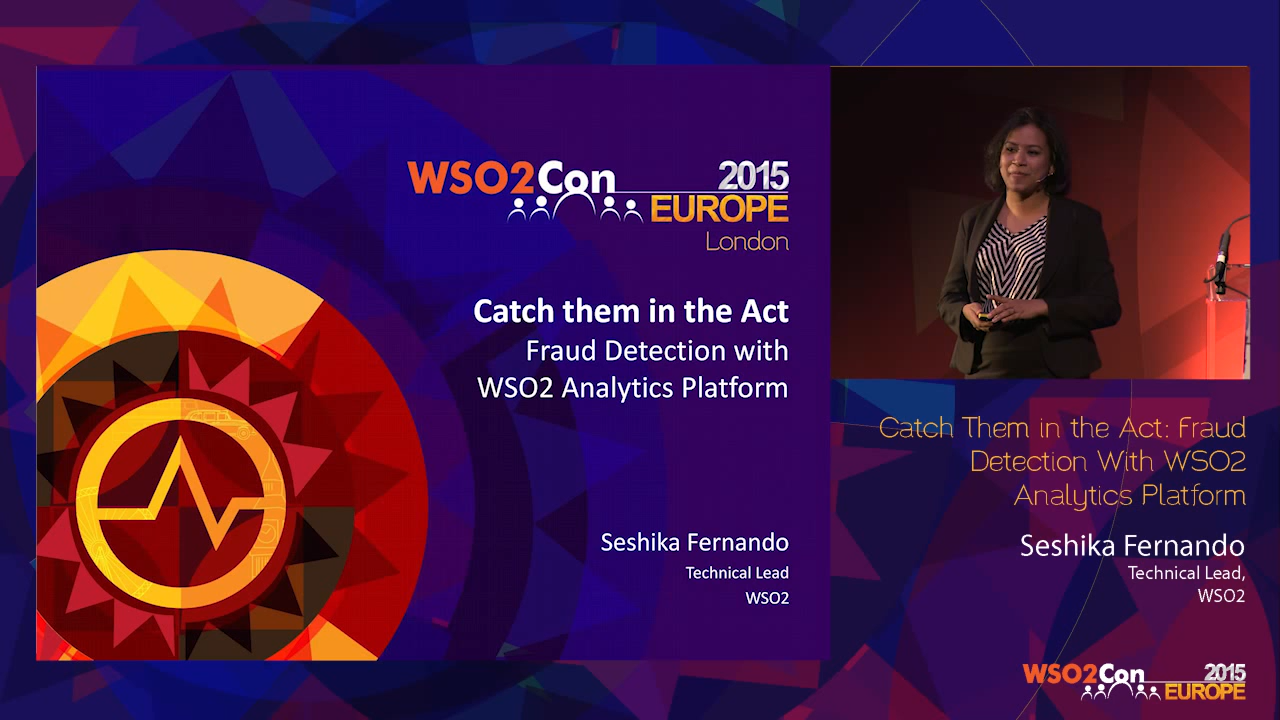 WSO2Con 2015
EUROPE
London
Catch them in the Act
Fraud Detection with
WSO2 Analytics Platform
Seshika Fernando
Technical Lead
WSO2
Catch Them in the Act: Fraud
Detection With WSO2
Analytics Platform
Seshika Fernando
Technical Lead,
WSO2
WSO2Con 2015
EUROPE